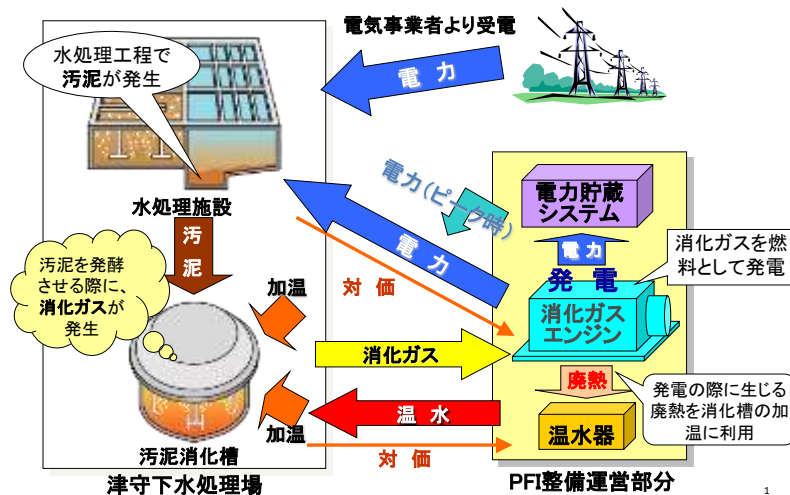 電気事業者より受電
水処理工程で
汚泥が発生
電力
電力(ピーク時)
電力貯蔵
システム
水処理施設
電力
電力
消化ガスを燃
料として発電
発電
汚泥
汚泥を発酵
させる際に、
消化ガスが
発生
加温
対価
消化ガス
エンジン
消化ガス
廃熱
発電の際に生じる
廃熱を消化槽の加
温に利用
温水
温水器
加温
汚泥消化槽
対価
津守下水処理場
PFI整備運営部分
1